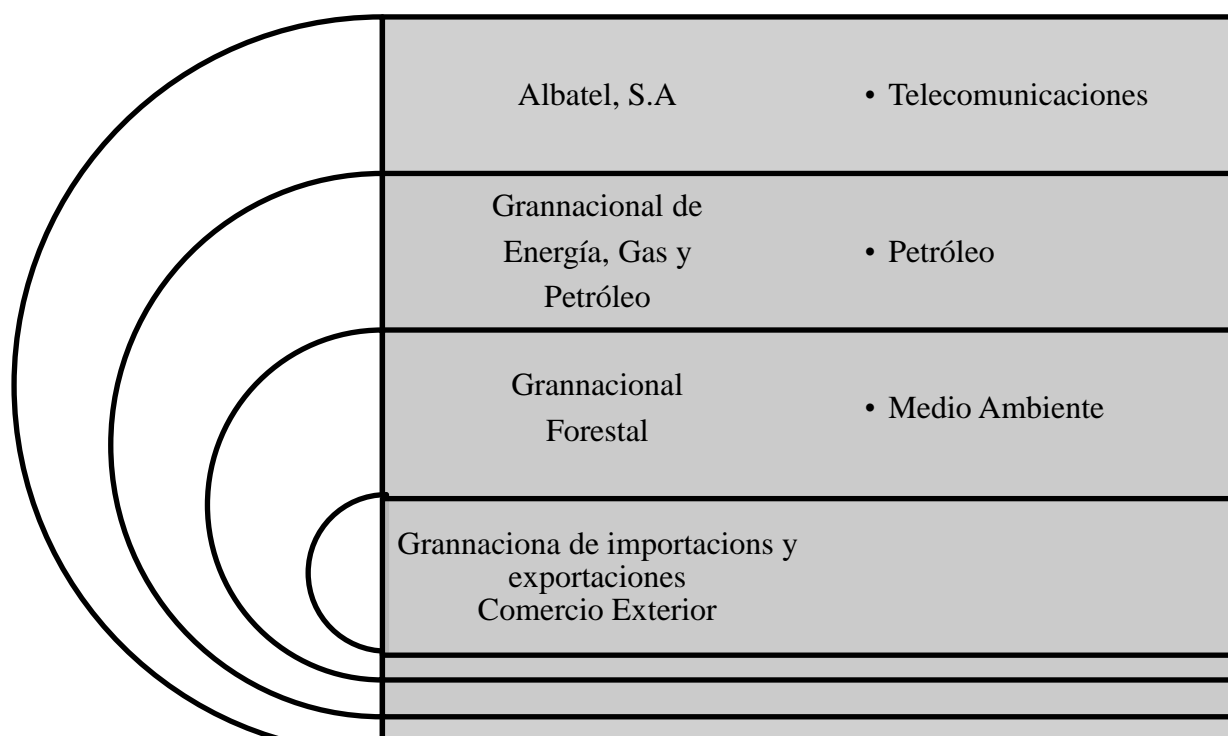 Albatel, S.A
• Telecomunicaciones
Grannacional de
Energía, Gas y
Petróleo
• Petróleo
Grannacional
Forestal
• Medio Ambiente
Grannaciona de importacions y
exportaciones
Comercio Exterior